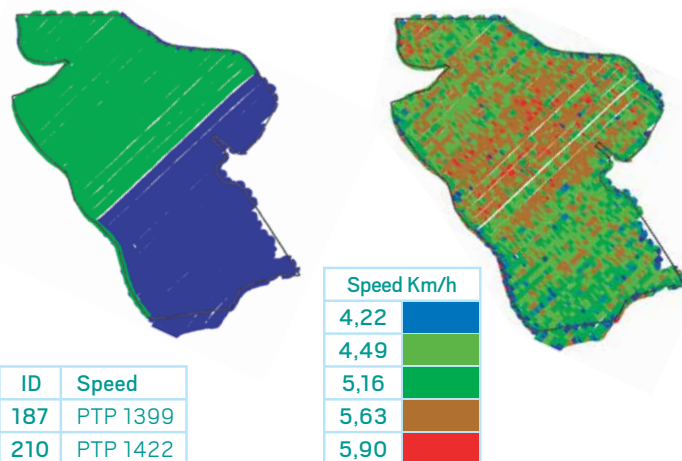 Speed Km/h
4,22
4,49
5,16
5,63
5,90
ID Speed
187 PTP 1399
210 PTP 1422